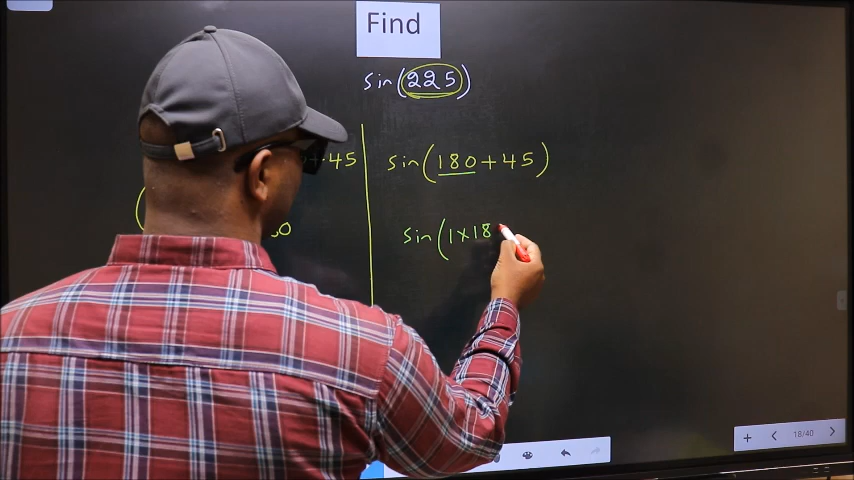 Find
sin(225)
+45
sin(180+45)
sin(1×18
18/40